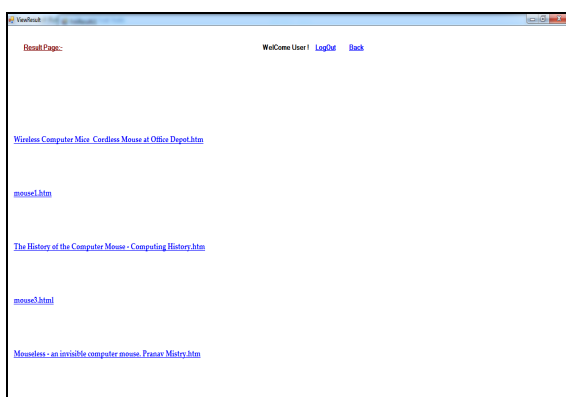 ViewResult
Result Page:-
WelCome User !
LogOut
Back
Wireless Computer Mice Cordless Mouse at Office Depot.htm
mouse1.htm
The History of the Computer Mouse - Computing History.htm
mouse3.html
Mouseless - an invisible computer mouse. Pranav Mistry.htm